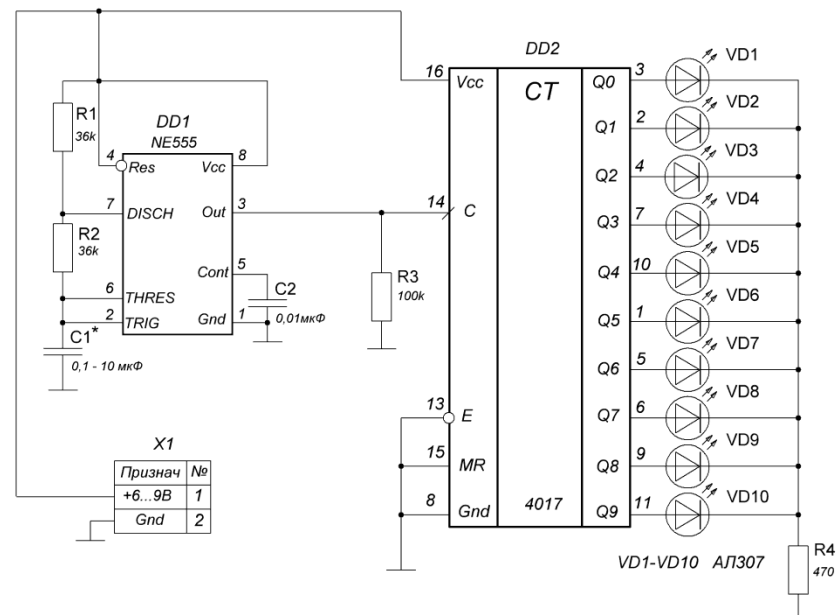 DD1
NE555
R1
36k
4
Res
Vcc
8
7
DISCH
Out
3
R2
36k
Cont
5
6
THRES
2
TRIG
Gnd
1
C1*
0,1 - 10 мкФ
C2
0,01мкФ
R3
100k
X1
Признач №
+6...9В 1
Gnd 2
DD2
CT
4017
16
Vcc
14
C
13
E
15
MR
8
Gnd
Q0 3 VD1
Q1 2 VD2
Q2 4 VD3
Q3 7 VD4
Q4 10 VD5
Q5 1 VD6
Q6 5 VD7
Q7 6 VD8
Q8 9 VD9
Q9 11 VD10
VD1-VD10 АЛ307
R4
470